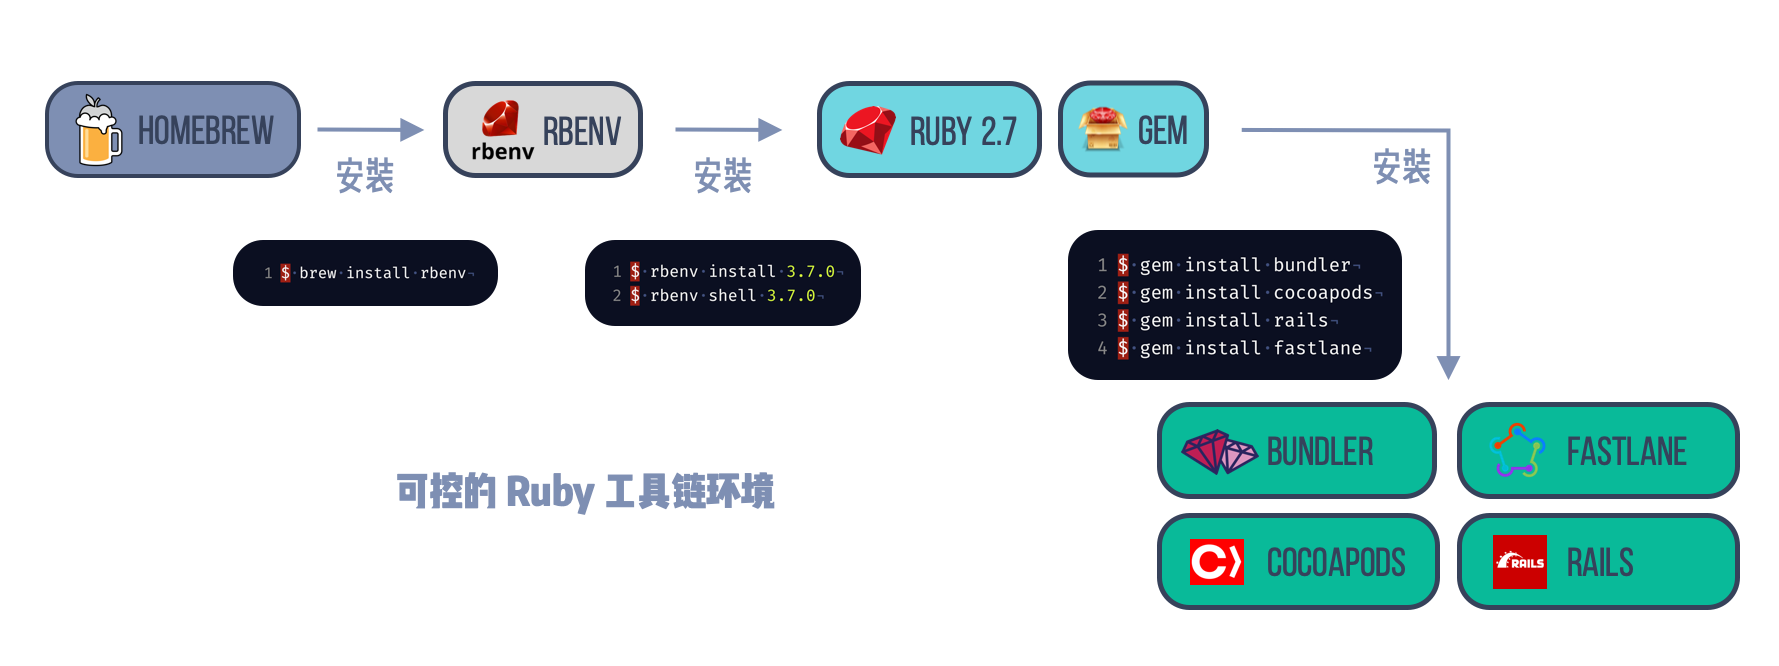 HOMEBREW
rbenv
RBENV
RUBY 2.7
GEM
安装
安装
安装
1 $ brew install rbenv
1 $ rbenv install 3.7.0
2 $ rbenv shell 3.7.0
1 $ gem install bundler
2 $ gem install cocoapods
3 $ gem install rails
4 $ gem install fastlane
可控的 Ruby 工具链环境
BUNDLER
FASTLANE
COCOAPODS
RAILS
RAILS